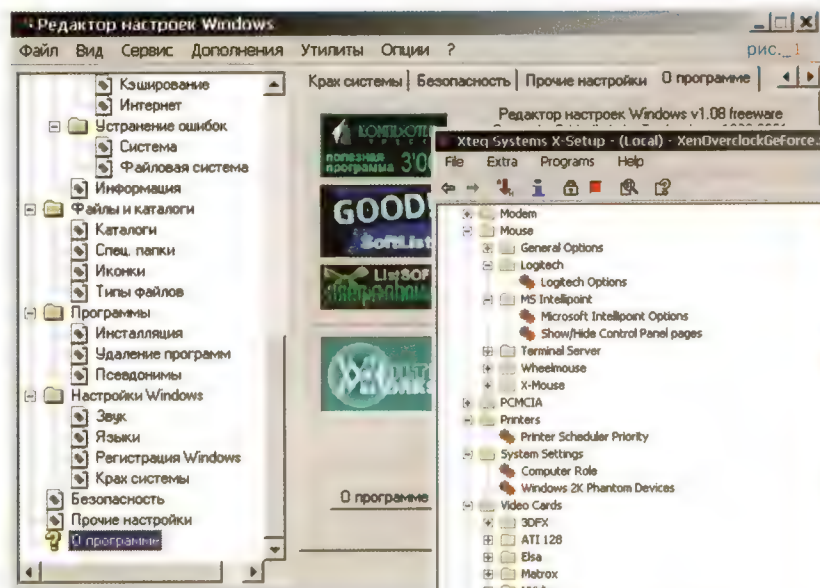 Редактор настроек Windows
Файл Вид Сервис Дополнения Утилиты Опции ?
рис._1
Кэширование
Интернет
Устранение ошибок
Система
Файловая система
Информация
Файлы и каталоги
Каталоги
Спец. папки
Иконки
Типы файлов
Программы
Инсталляция
Удаление программ
Псевдонимы
Настройки Windows
Звук
Языки
Регистрация Windows
Крах системы
Безопасность
Прочие настройки
О программе
Крах системы Безопасность Прочие настройки О программе
Редактор настроек Windows v1.08 freeware
полезная
программа 3'00
GOOD!
SoftList
ListSOF
О программе
Xteq Systems X-Setup - (Local) - XenOverclockGeForce.
File Extra Programs Help
Modem
Mouse
General Options
Logitech
Logitech Options
MS Intellipoint
Microsoft Intellipoint Options
Show/Hide Control Panel pages
Terminal Server
Wheelmouse
X-Mouse
PCMCIA
Printers
Printer Scheduler Priority
System Settings
Computer Role
Windows 2K Phantom Devices
Video Cards
3DFX
ATI 128
Elsa
Matrox